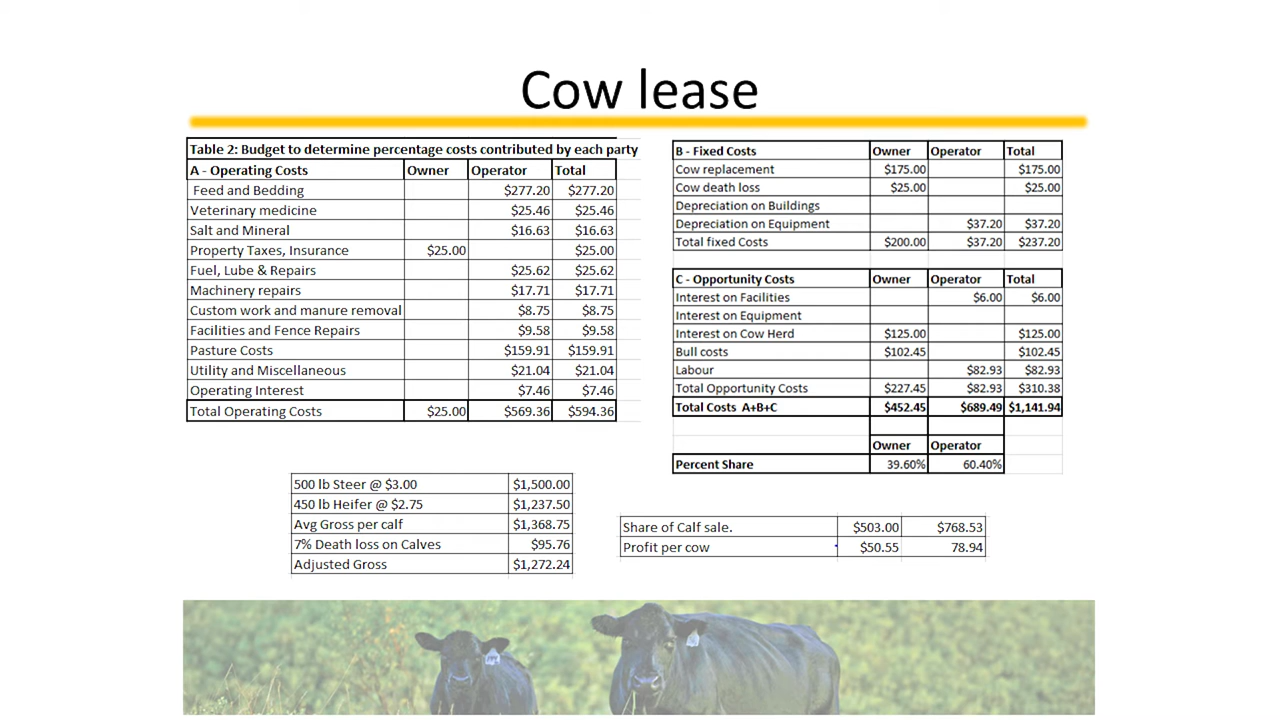 Cow lease
Table 2: Budget to determine percentage costs contributed by each party
A - Operating Costs Owner Operator Total
Feed and Bedding $277.20 $277.20
Veterinary medicine $25.46 $25.46
Salt and Mineral $16.63 $16.63
Property Taxes, Insurance $25.00 $25.00
Fuel, Lube & Repairs $25.62 $25.62
Machinery repairs $17.71 $17.71
Custom work and manure removal $8.75 $8.75
Facilities and Fence Repairs $9.58 $9.58
Pasture Costs $159.91 $159.91
Utility and Miscellaneous $21.04 $21.04
Operating Interest $7.46 $7.46
Total Operating Costs $25.00 $569.36 $594.36
B - Fixed Costs Owner Operator Total
Cow replacement $175.00 $175.00
Cow death loss $25.00 $25.00
Depreciation on Buildings
Depreciation on Equipment $37.20 $37.20
Total fixed Costs $200.00 $37.20 $237.20
C - Opportunity Costs Owner Operator Total
Interest on Facilities $6.00 $6.00
Interest on Equipment
Interest on Cow Herd $125.00 $125.00
Bull costs $102.45 $102.45
Labour $82.93 $82.93
Total Opportunity Costs $227.45 $82.93 $310.38
Total Costs A+B+C $452.45 $689.49 $1,141.94
Owner Operator
Percent Share 39.60% 60.40%
500 lb Steer @ $3.00 $1,500.00
450 lb Heifer @ $2.75 $1,237.50
Avg Gross per calf $1,368.75
7% Death loss on Calves $95.76
Adjusted Gross $1,272.24
Share of Calf sale. $503.00 $768.53
Profit per cow $50.55 78.94